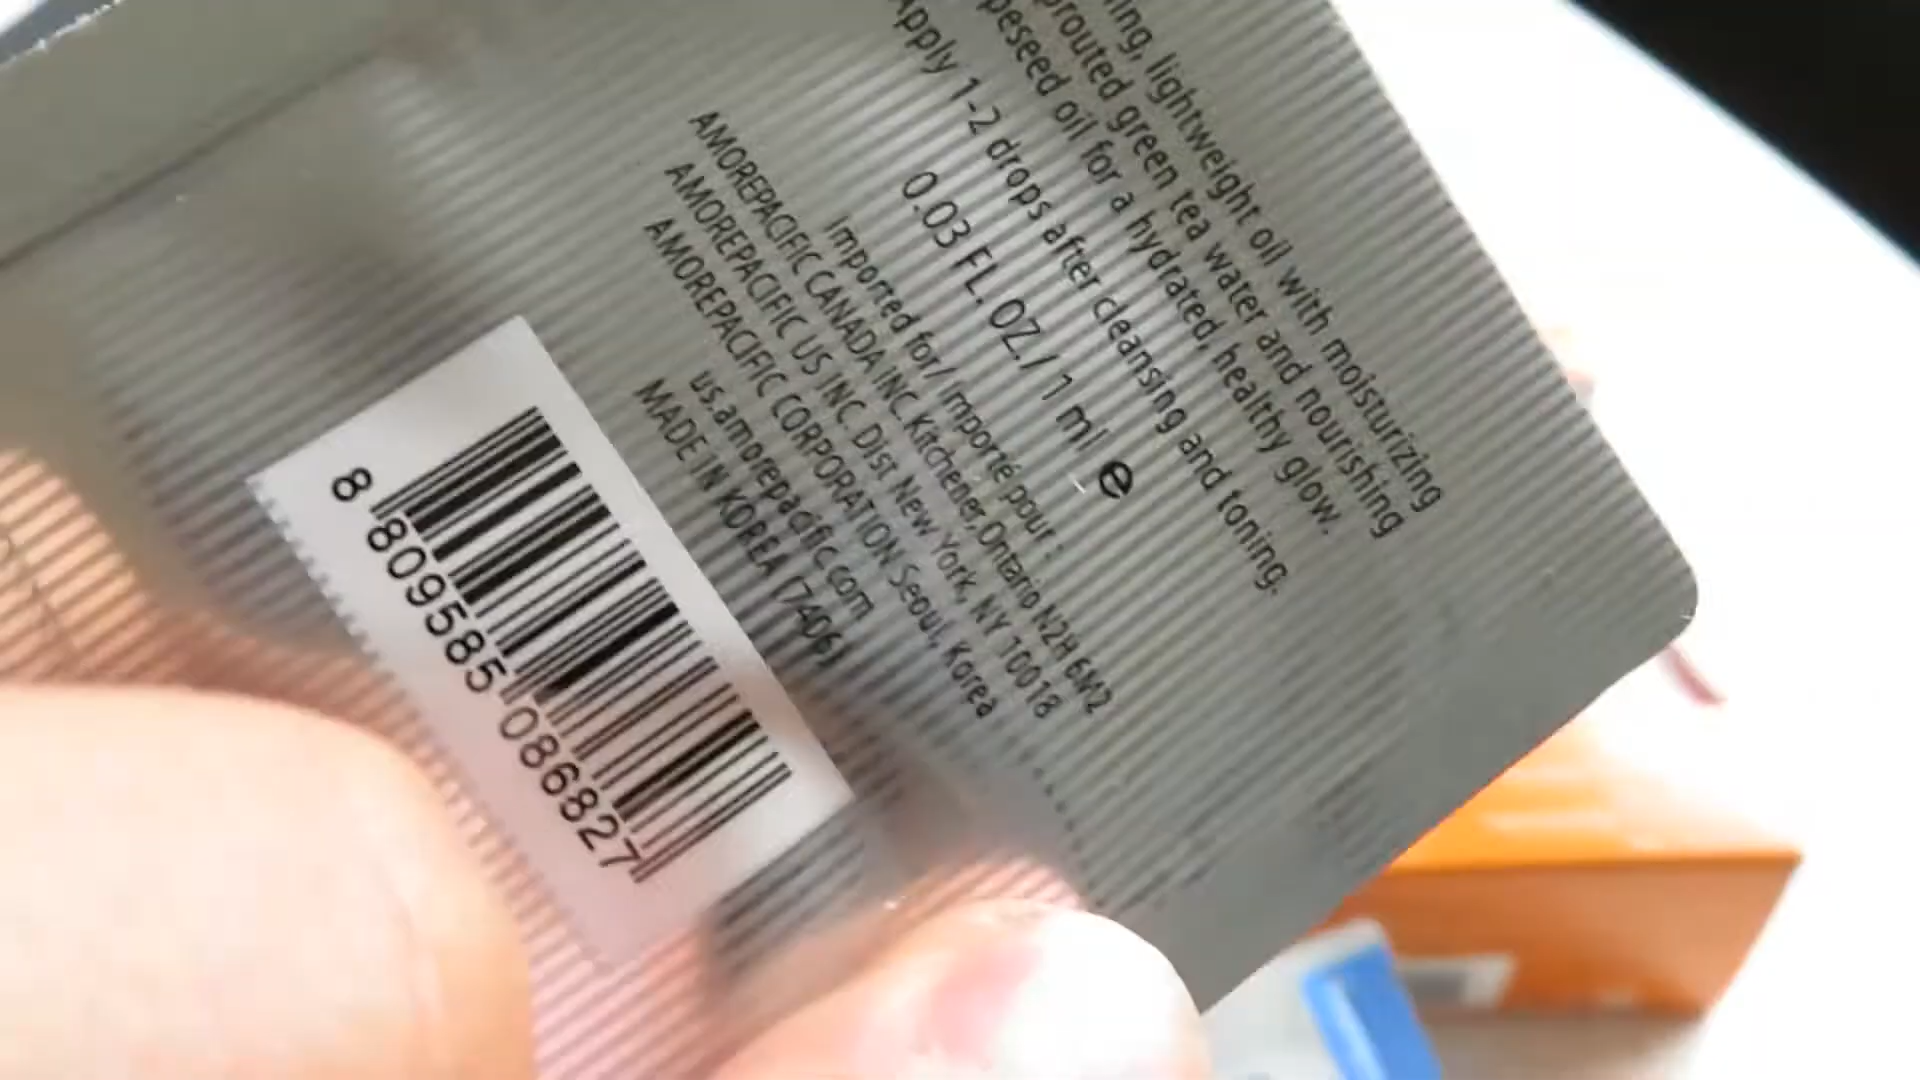 ing, lightweight oil with moisturizing
prouted green tea water and nourishing
peseed oil for a hydrated, healthy glow.
Apply 1-2 drops after cleansing and toning.
0.03 FL. OZ. / 1 ml e
Imported for/ Importé pour :
AMOREPACIFIC CANADA INC. Kitchener, Ontario N2H 6M2
AMOREPACIFIC US INC. Dist New York, NY 10018
AMOREPACIFIC CORPORATION Seoul, Korea
us.amorepacific.com
MADE IN KOREA (7406)
8 809585 086827